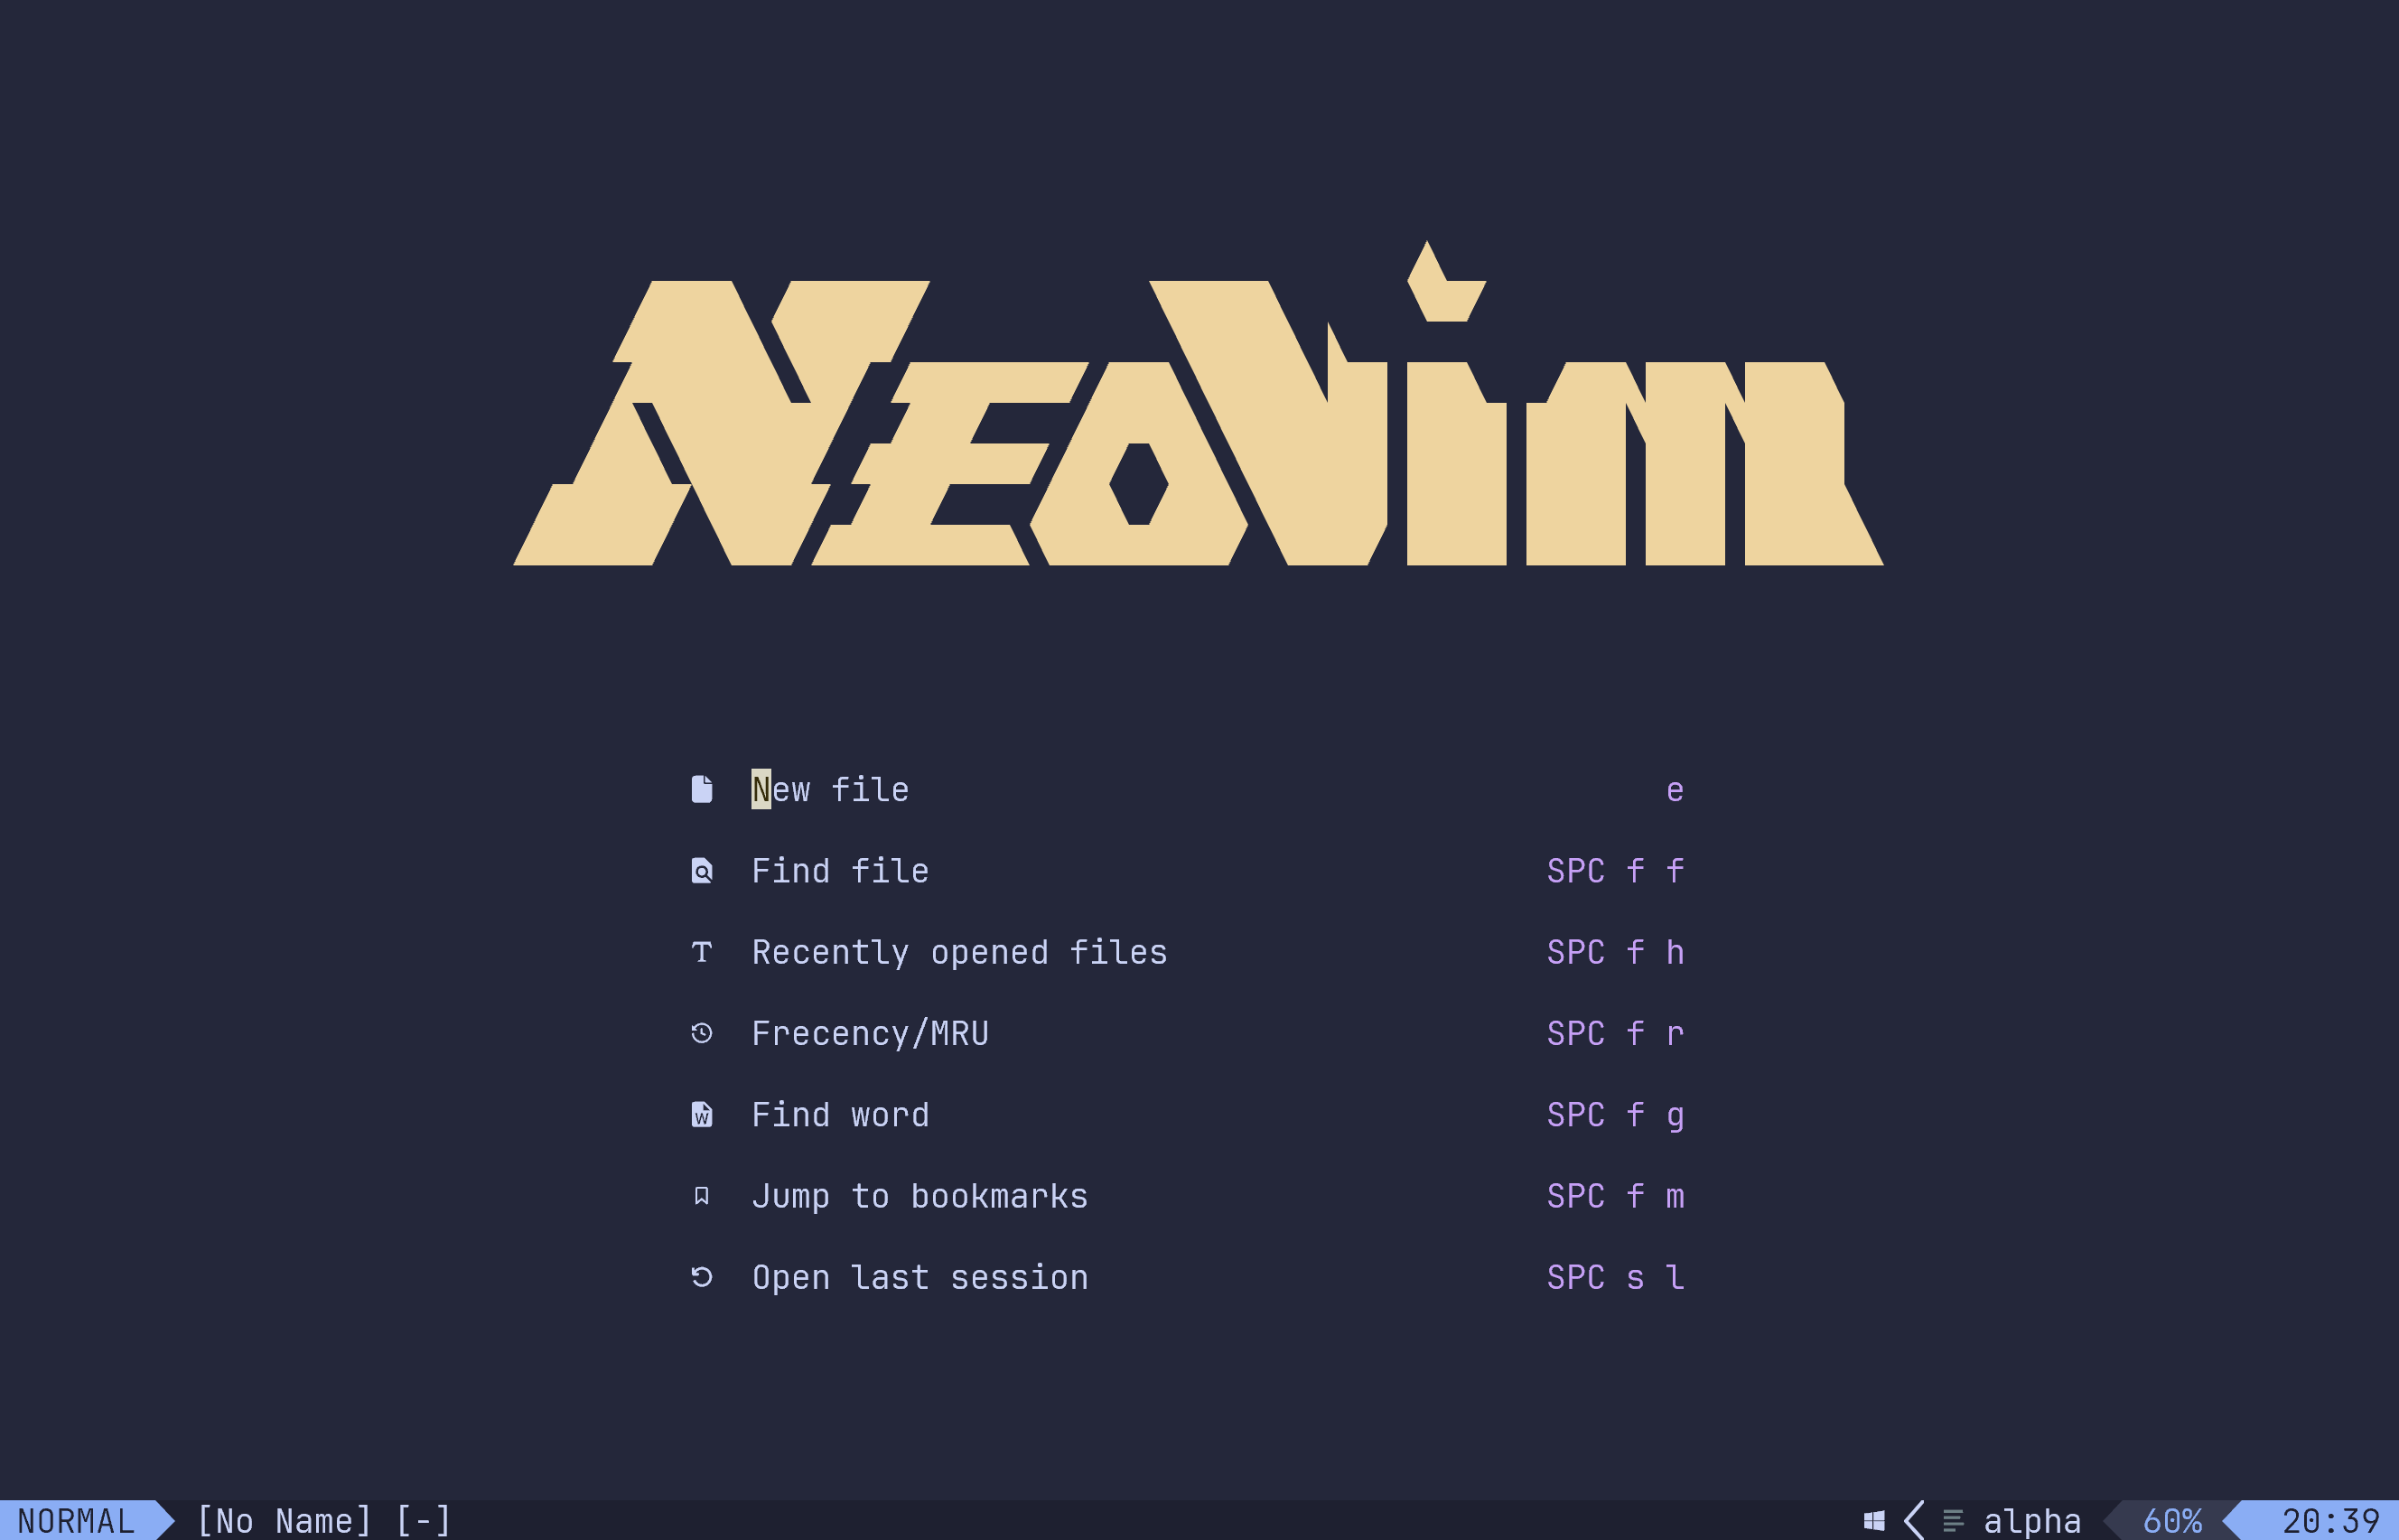 Neovim
New file e
Find file SPC f f
Recently opened files SPC f h
Frecency/MRU SPC f r
Find word SPC f g
Jump to bookmarks SPC f m
Open last session SPC s l
NORMAL [No Name] [-] alpha 60% 20:39